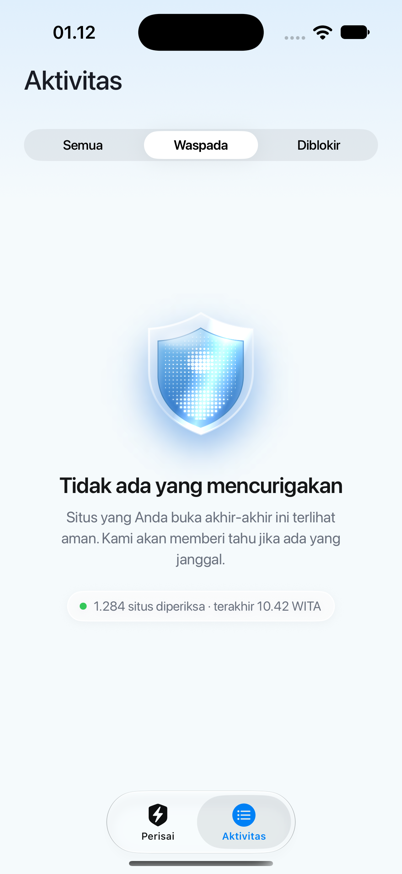 01.12
Aktivitas
Semua
Waspada
Diblokir
Tidak ada yang mencurigakan
Situs yang Anda buka akhir-akhir ini terlihat
aman. Kami akan memberi tahu jika ada yang
janggal.
1.284 situs diperiksa · terakhir 10.42 WITA
Perisai
Aktivitas